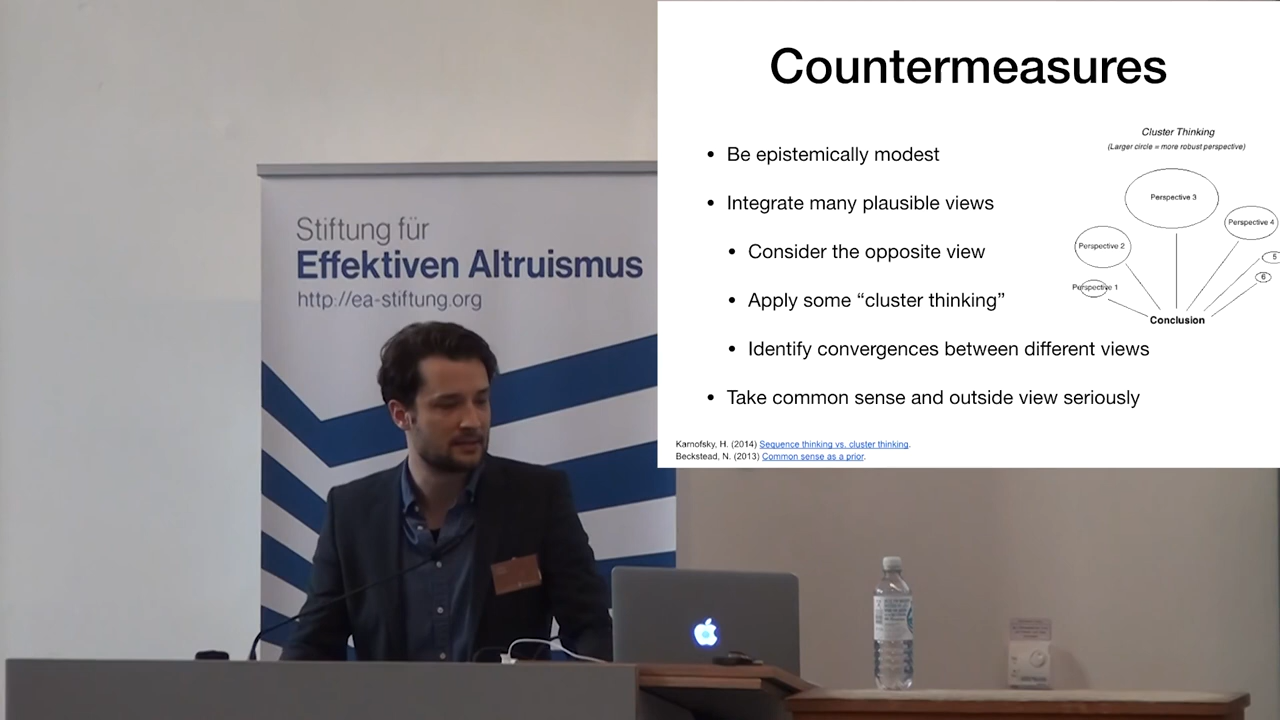 Countermeasures
Cluster Thinking
(Larger circle = more robust perspective)
• Be epistemically modest
• Integrate many plausible views
• Consider the opposite view
• Apply some “cluster thinking”
• Identify convergences between different views
• Take common sense and outside view seriously
Perspective 3
Perspective 4
Perspective 2
5
6
Perspective 1
Conclusion
Karnofsky, H. (2014) Sequence thinking vs. cluster thinking.
Beckstead, N. (2013) Common sense as a prior.
Stiftung für
Effektiven Altruismus
http://ea-stiftung.org